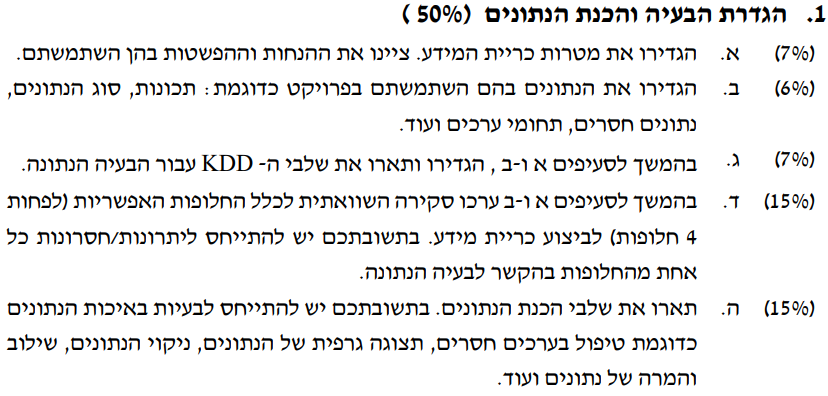 1. הגדרת הבעיה והכנת הנתונים (50% )
(7%) א. הגדירו את מטרות כריית המידע. ציינו את ההנחות וההפשטות בהן השתמשתם.
(6%) ב. הגדירו את הנתונים בהם השתמשתם בפרויקט כדוגמת: תכונות, סוג הנתונים,
נתונים חסרים, תחומי ערכים ועוד.
(7%) ג. בהמשך לסעיפים א ו-ב , הגדירו ותארו את שלבי ה- KDD עבור הבעיה הנתונה.
(15%) ד. בהמשך לסעיפים א ו-ב ערכו סקירה השוואתית לכלל החלופות האפשריות (לפחות
4 חלופות) לביצוע כריית מידע. בתשובתכם יש להתייחס ליתרונות/חסרונות כל
אחת מהחלופות בהקשר לבעיה הנתונה.
(15%) ה. תארו את שלבי הכנת הנתונים. בתשובתכם יש להתייחס לבעיות באיכות הנתונים
כדוגמת טיפול בערכים חסרים, תצוגה גרפית של הנתונים, ניקוי הנתונים, שילוב
והמרה של נתונים ועוד.